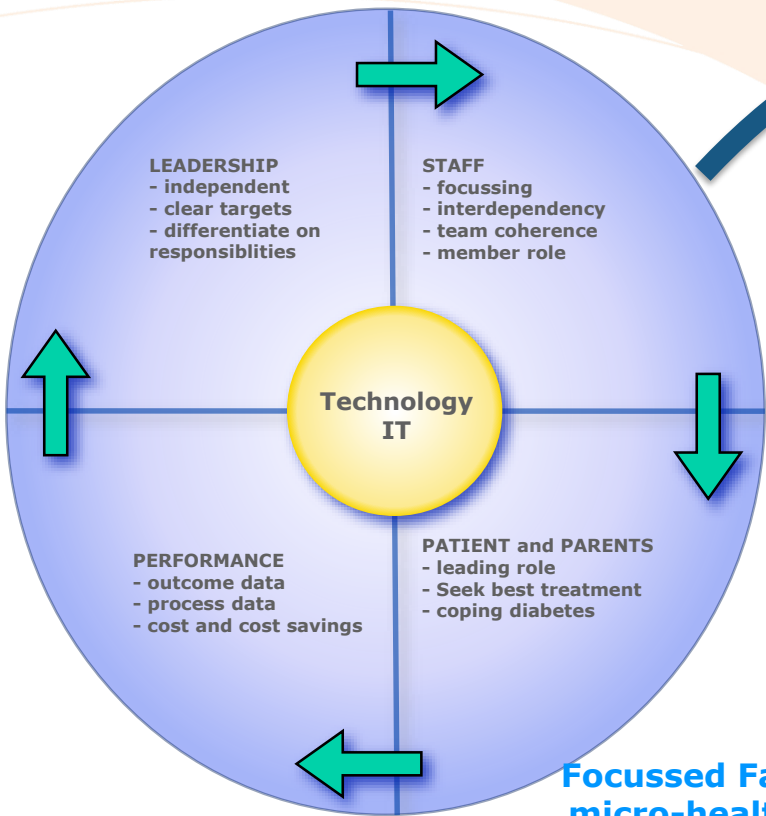 LEADERSHIP
- independent
- clear targets
- differentiate on
responsiblities
STAFF
- focussing
- interdependency
- team coherence
- member role
Technology
IT
PERFORMANCE
- outcome data
- process data
- cost and cost savings
PATIENT and PARENTS
- leading role
- Seek best treatment
- coping diabetes
Focussed